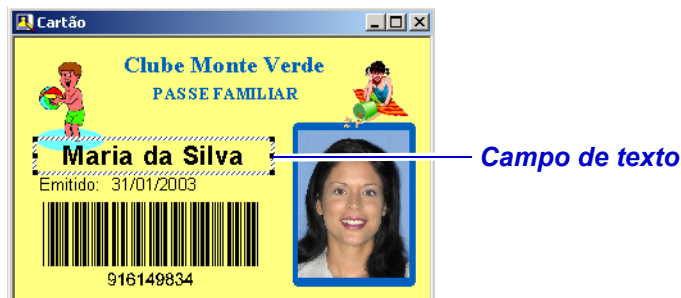 Cartão
Clube Monte Verde
PASSE FAMILIAR
Maria da Silva
Campo de texto
Emitido: 31/01/2003
916149834